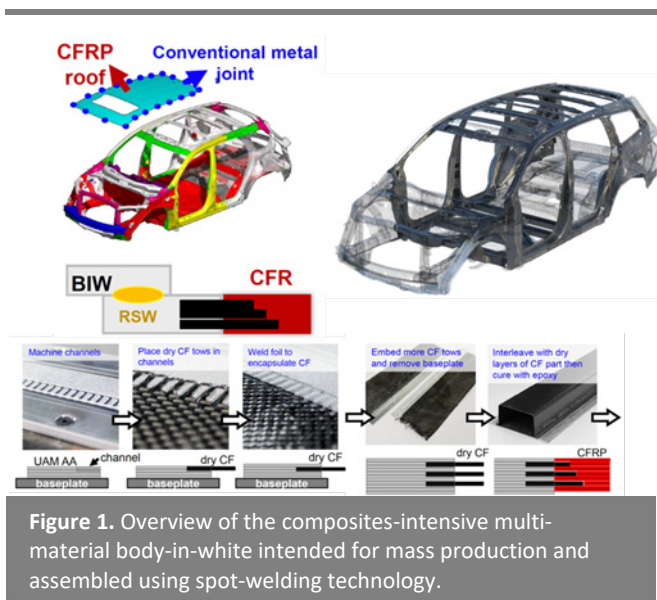 CFRP
roof
Conventional metal
joint
BIW
RSW
CFR
Machine channels
Place dry CF tows in
channels
Weld foil to
encapsulate CF
Embed more CF tows
and remove baseplate
Interleave with dry
layers of CF part then
cure with epoxy
UAM AA
channel
baseplate
dry CF
baseplate
dry CF
baseplate
dry CF
CFRP
Figure 1. Overview of the composites-intensive multi-
material body-in-white intended for mass production and
assembled using spot-welding technology.